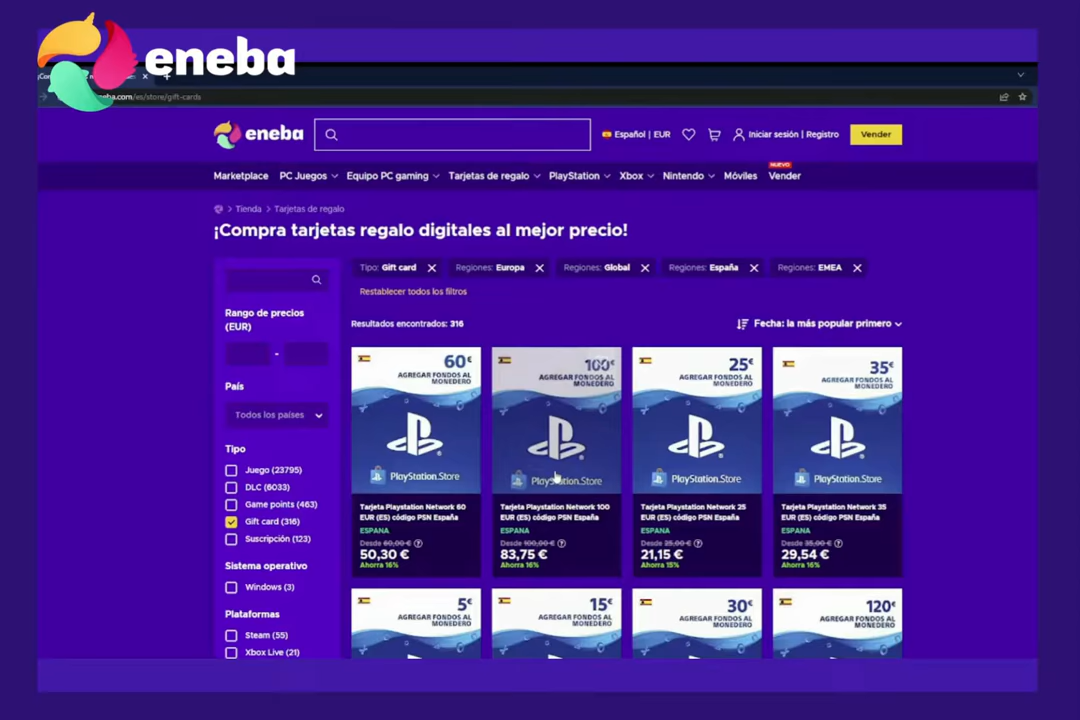 eneba
eneba.com/es/store/gift-cards
eneba
Español | EUR
Iniciar sesión | Registro
Vender
Marketplace
PC Juegos
Equipo PC gaming
Tarjetas de regalo
PlayStation
Xbox
Nintendo
Móviles
NUEVO
Vender
Tienda > Tarjetas de regalo
¡Compra tarjetas regalo digitales al mejor precio!
Tipo: Gift card
Regiones: Europa
Regiones: Global
Regiones: España
Regiones: EMEA
Restablecer todos los filtros
Resultados encontrados: 316
Fecha: la más popular primero
Rango de precios
(EUR)
-
País
Todos los países
Tipo
Juego (23795)
DLC (6033)
Game points (463)
Gift card (316)
Suscripción (123)
Sistema operativo
Windows (3)
Plataformas
Steam (55)
Xbox Live (21)
60€
AGREGAR FONDOS AL
MONEDERO
PlayStation.Store
Tarjeta Playstation Network 60
EUR (ES) código PSN España
ESPAÑA
Desde 60,00 €
50,30 €
Ahorra 16%
100€
AGREGAR FONDOS AL
MONEDERO
PlayStation.Store
Tarjeta Playstation Network 100
EUR (ES) código PSN España
ESPAÑA
Desde 100,00 €
83,75 €
Ahorra 16%
25€
AGREGAR FONDOS AL
MONEDERO
PlayStation.Store
Tarjeta Playstation Network 25
EUR (ES) código PSN España
ESPAÑA
Desde 25,00 €
21,15 €
Ahorra 15%
35€
AGREGAR FONDOS AL
MONEDERO
PlayStation.Store
Tarjeta Playstation Network 35
EUR (ES) código PSN España
ESPAÑA
Desde 35,00 €
29,54 €
Ahorra 16%
5€
AGREGAR FONDOS AL
MONEDERO
15€
AGREGAR FONDOS AL
MONEDERO
30€
AGREGAR FONDOS AL
MONEDERO
120€
AGREGAR FONDOS AL
MONEDERO